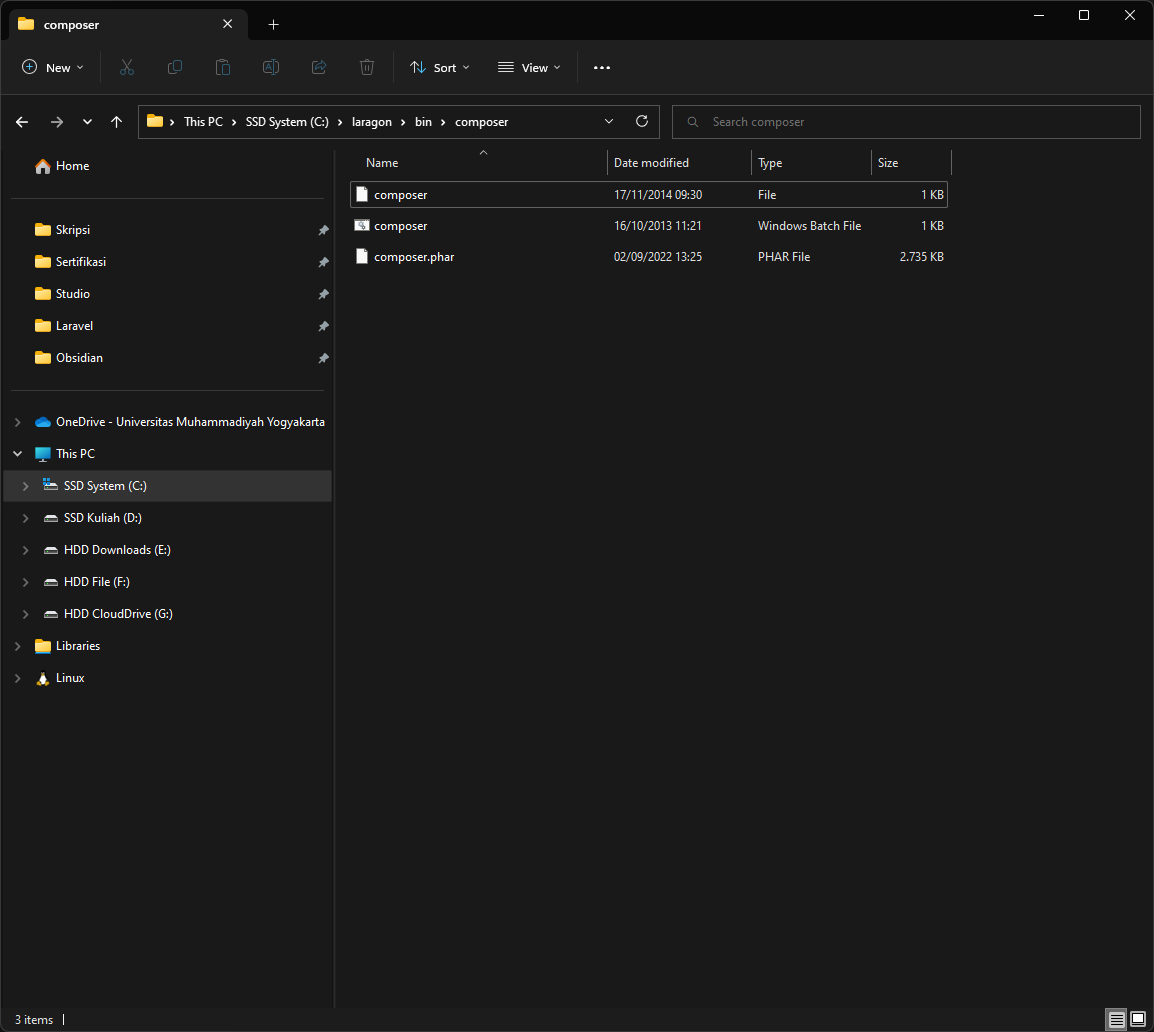 composer
New
Sort
View
This PC
SSD System (C:)
laragon
bin
composer
Search composer
Home
Skripsi
Sertifikasi
Studio
Laravel
Obsidian
OneDrive - Universitas Muhammadiyah Yogyakarta
This PC
SSD System (C:)
SSD Kuliah (D:)
HDD Downloads (E:)
HDD File (F:)
HDD CloudDrive (G:)
Libraries
Linux
Name Date modified Type Size
composer 17/11/2014 09:30 File 1 KB
composer 16/10/2013 11:21 Windows Batch File 1 KB
composer.phar 02/09/2022 13:25 PHAR File 2.735 KB
3 items